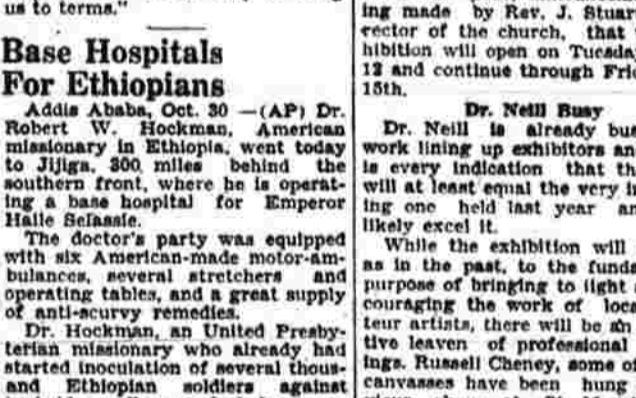 us to terms."
Base Hospitals
For Ethiopians
Addis Ababa, Oct. 30 —(AP) Dr.
Robert W. Hockman, American
missionary in Ethiopia, went today
to Jijiga, 300 miles behind the
southern front, where he is operat-
ing a base hospital for Emperor
Haile Selassie.
The doctor's party was equipped
with six American-made motor-am-
bulances, several stretchers and
operating tables, and a great supply
of anti-scurvy remedies.
Dr. Hockman, an United Presby-
terian missionary who already had
started inoculation of several thous-
and Ethiopian soldiers against
ing made by Rev. J. Stuar
rector of the church, that
hibition will open on Tuesda
12 and continue through Fri
15th.
Dr. Neill Busy
Dr. Neill is already bu
work lining up exhibitors an
is every indication that th
will at least equal the very i
ing one held last year an
likely excel it.
While the exhibition will
as in the past, to the funda
purpose of bringing to light
couraging the work of loc
teur artists, there will be an
tive leaven of professional
ings. Russell Cheney, some of
canvasses have been hung